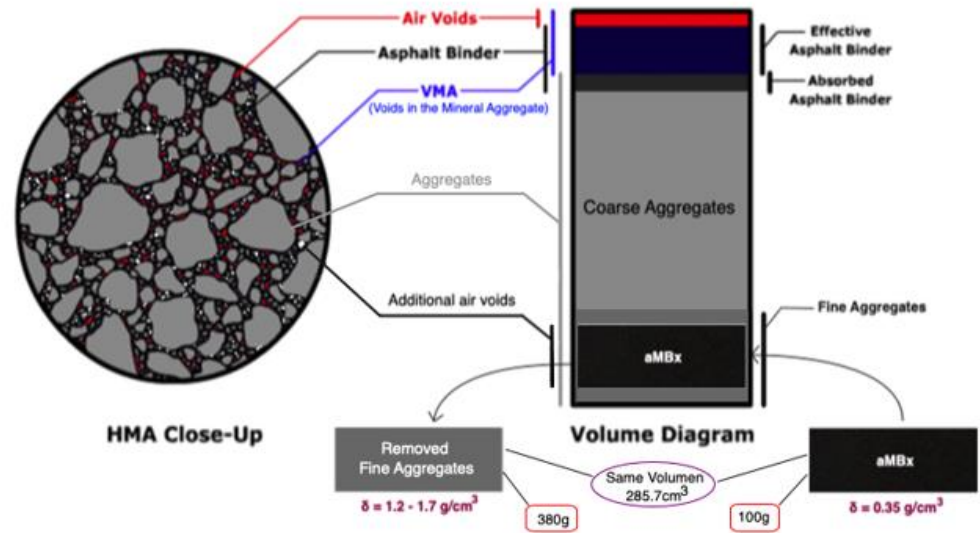 Air Voids
Asphalt Binder
VMA
(Voids in the Mineral Aggregate)
Aggregates
Additional air voids
HMA Close-Up
Effective
Asphalt Binder
Absorbed
Asphalt Binder
Coarse Aggregates
Fine Aggregates
aMBx
Volume Diagram
Removed
Fine Aggregates
δ = 1.2 - 1.7 g/cm³
380g
Same Volumen
285.7cm³
100g
aMBx
δ = 0.35 g/cm³